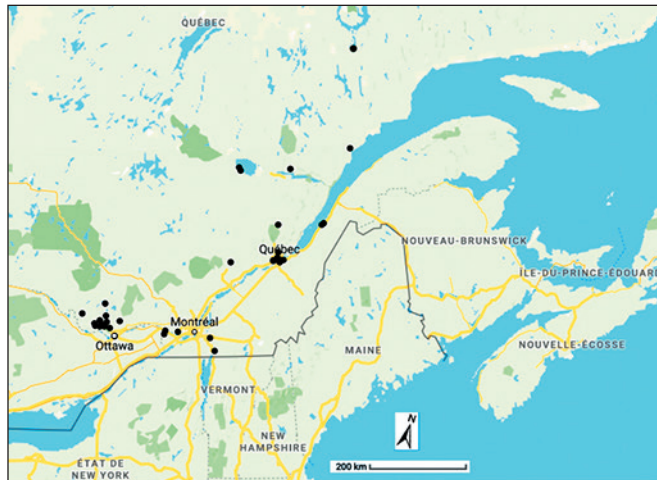 QUÉBEC
Québec
NOUVEAU-BRUNSWICK
ÎLE-DU-PRINCE-ÉDOUARD
Montréal
Ottawa
MAINE
NOUVELLE-ÉCOSSE
VERMONT
NEW
HAMPSHIRE
ÉTAT DE
NEW YORK
N
200 km